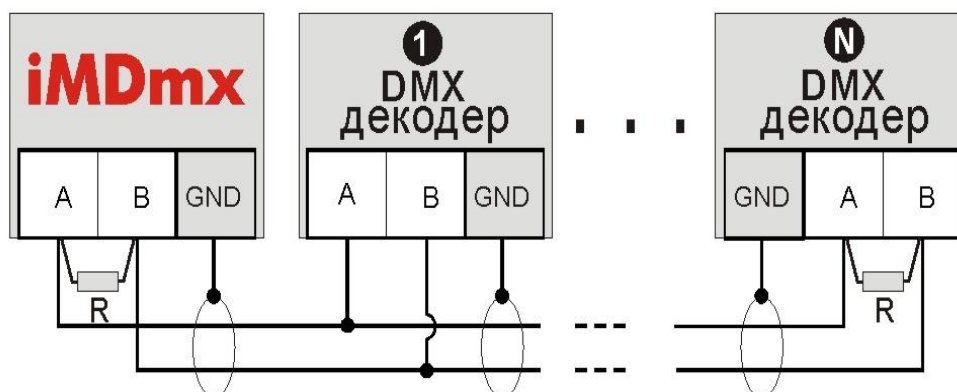 iMDmx
A B GND
R
1
DMX
декодер
A B GND
. . .
N
DMX
декодер
GND A B
R